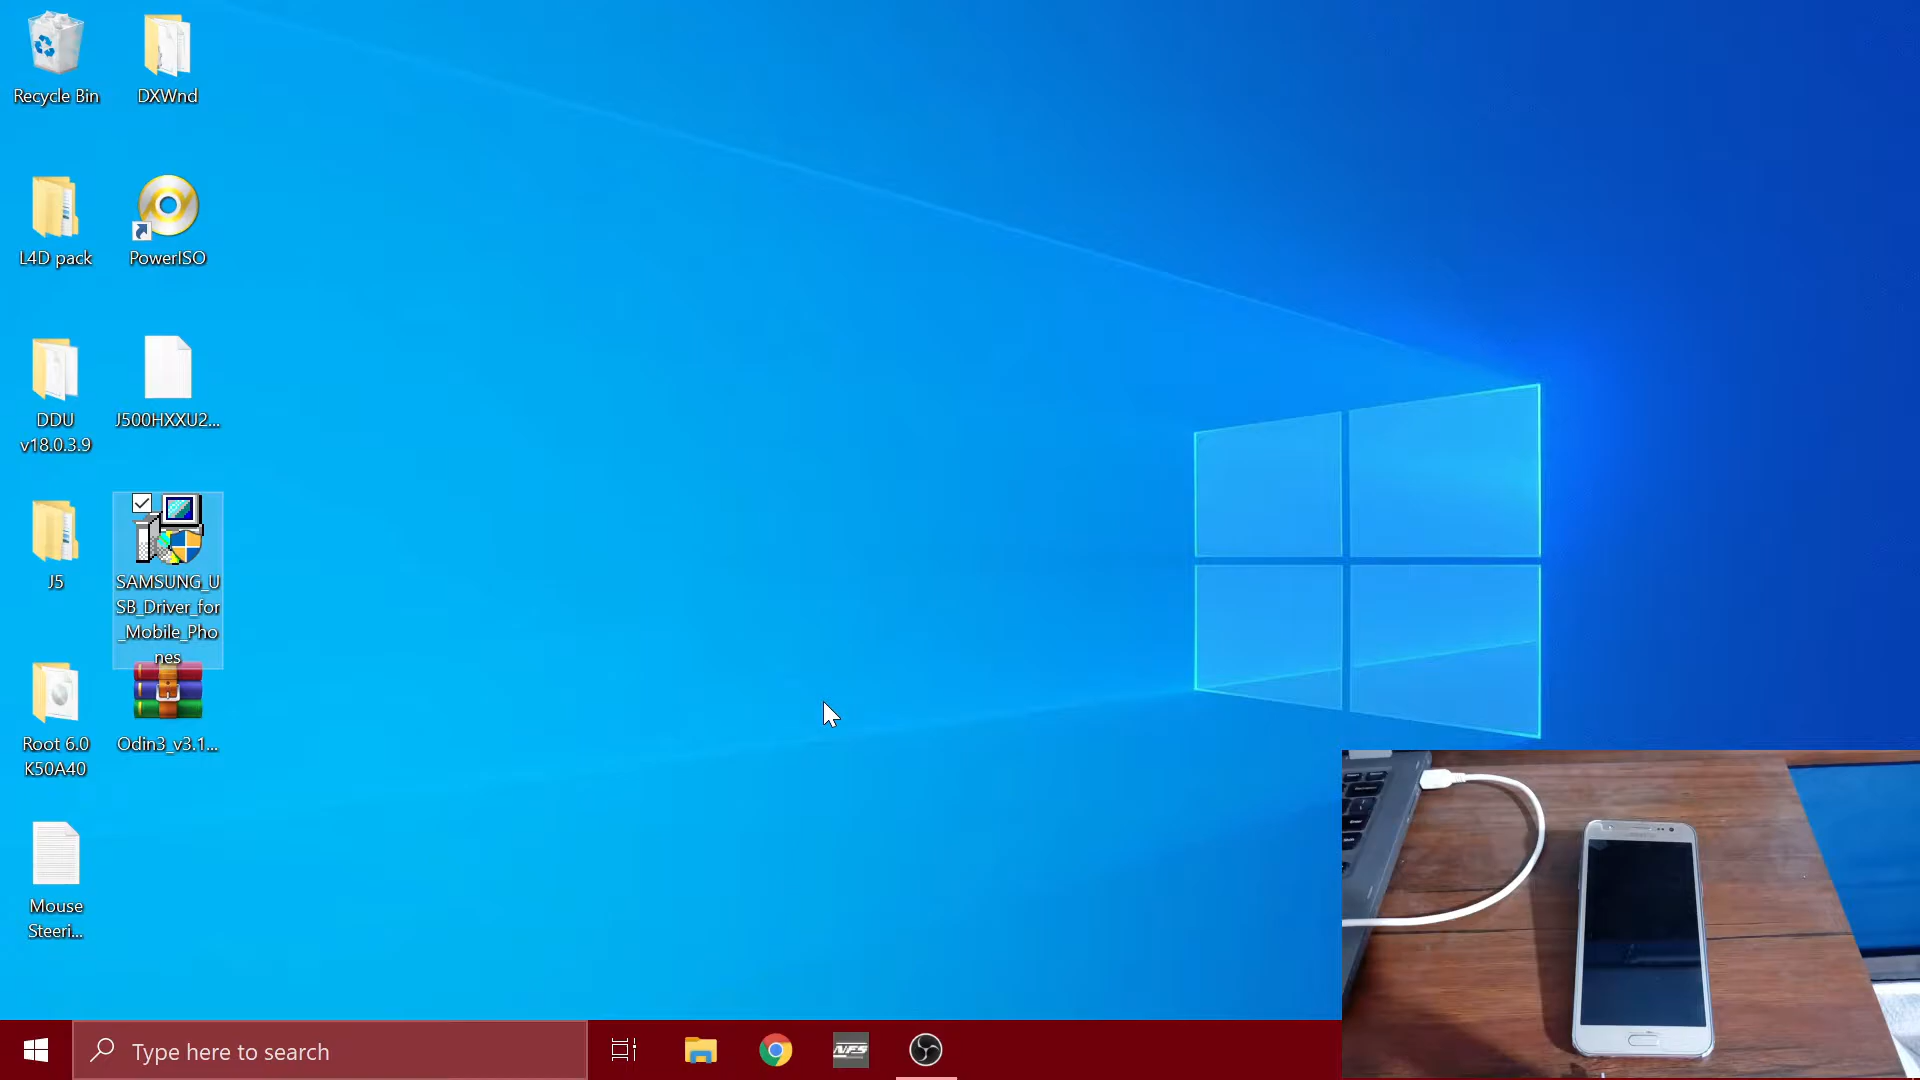 Recycle Bin
DXWnd
L4D pack
PowerISO
DDU
v18.0.3.9
J500HXXU2...
J5
SAMSUNG_U
SB_Driver_for
_Mobile_Pho
nes
Root 6.0
K50A40
Odin3_v3.1...
Mouse
Steeri...
Type here to search
NFS